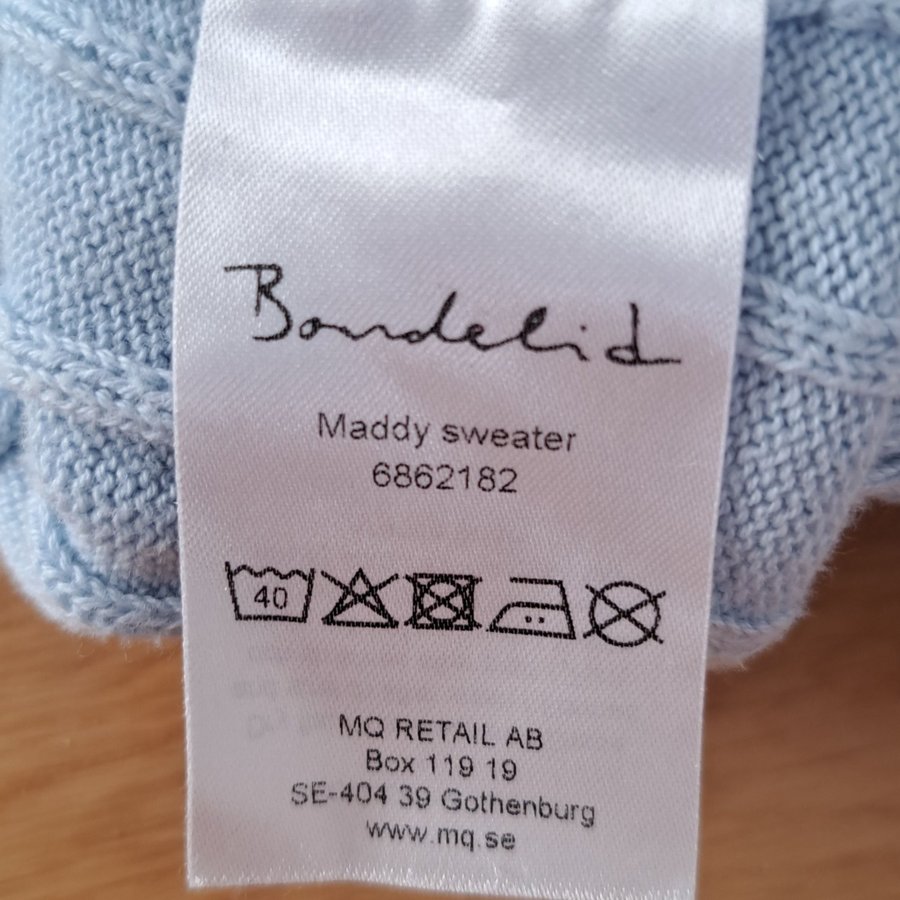 Bondelid
Maddy sweater
6862182
40
MQ RETAIL AB
Box 119 19
SE-404 39 Gothenburg
www.mq.se